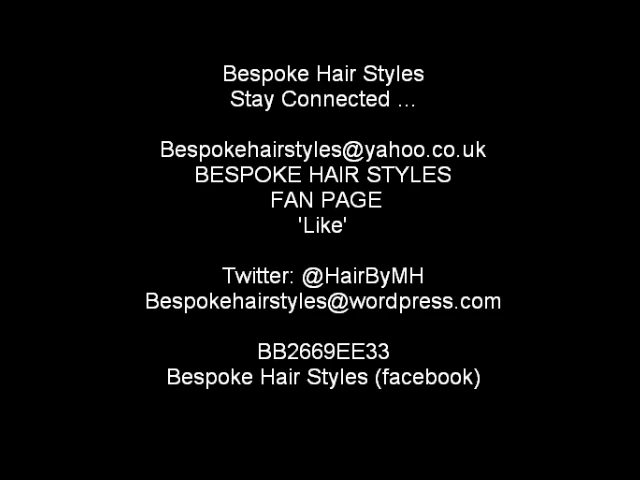 Bespoke Hair Styles
Stay Connected ...
Bespokehairstyles@yahoo.co.uk
BESPOKE HAIR STYLES
FAN PAGE
'Like'
Twitter: @HairByMH
Bespokehairstyles@wordpress.com
BB2669EE33
Bespoke Hair Styles (facebook)